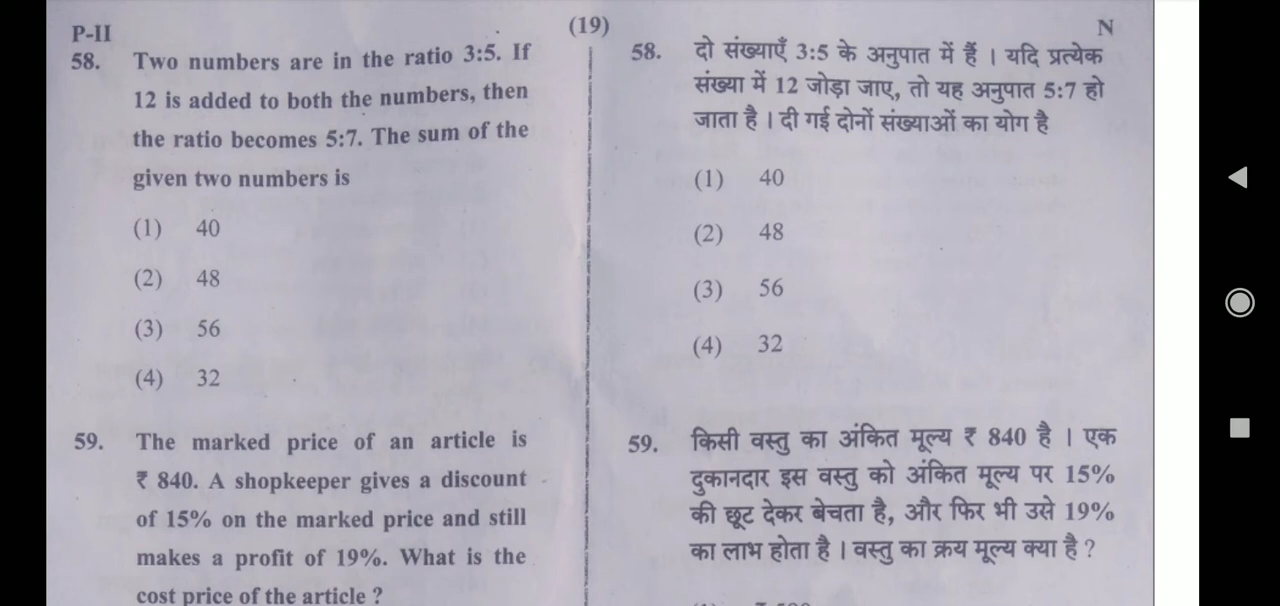 P-II
(19)
N
58. Two numbers are in the ratio 3:5. If
12 is added to both the numbers, then
the ratio becomes 5:7. The sum of the
given two numbers is
(1) 40
(2) 48
(3) 56
(4) 32
59. The marked price of an article is
₹ 840. A shopkeeper gives a discount
of 15% on the marked price and still
makes a profit of 19%. What is the
cost price of the article ?
58. दो संख्याएँ 3:5 के अनुपात में हैं । यदि प्रत्येक
संख्या में 12 जोड़ा जाए, तो यह अनुपात 5:7 हो
जाता है । दी गई दोनों संख्याओं का योग है
(1) 40
(2) 48
(3) 56
(4) 32
59. किसी वस्तु का अंकित मूल्य ₹ 840 है । एक
दुकानदार इस वस्तु को अंकित मूल्य पर 15%
की छूट देकर बेचता है, और फिर भी उसे 19%
का लाभ होता है । वस्तु का क्रय मूल्य क्या है ?